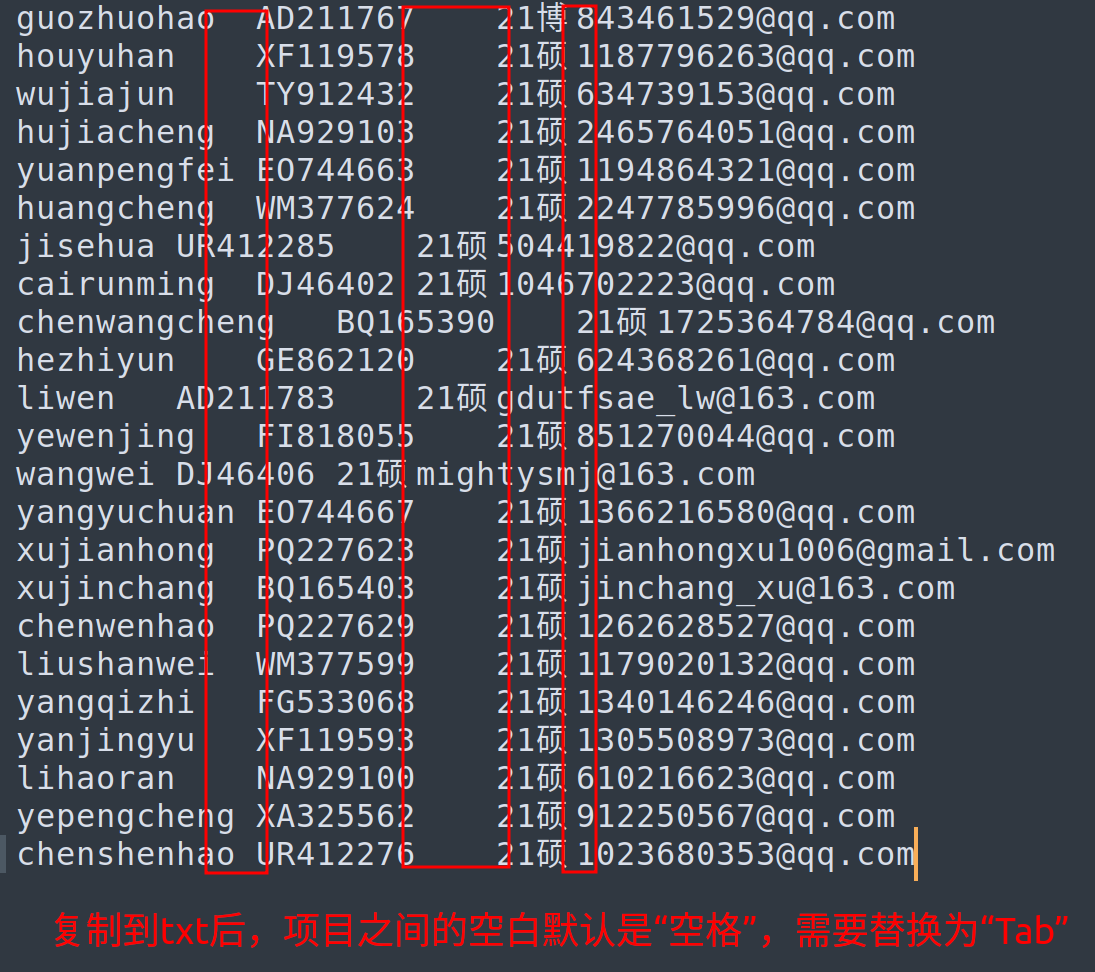 guozhuohao AD211767 21博 843461529@qq.com
houyuhan XF119578 21硕 1187796263@qq.com
wujiajun TY912432 21硕 634739153@qq.com
hujiacheng NA929103 21硕 2465764051@qq.com
yuanpengfei EO744663 21硕 1194864321@qq.com
huangcheng WM377624 21硕 2247785996@qq.com
jisehua UR412285 21硕 504419822@qq.com
cairunming DJ46402 21硕 1046702223@qq.com
chenwangcheng BQ165390 21硕 1725364784@qq.com
hezhiyun GE862120 21硕 624368261@qq.com
liwen AD211783 21硕 gdutfsae_lw@163.com
yewenjing FI818055 21硕 851270044@qq.com
wangwei DJ46406 21硕 mightysmj@163.com
yangyuchuan EO744667 21硕 1366216580@qq.com
xujianhong PQ227623 21硕 jianhongxu1006@gmail.com
xujinchang BQ165403 21硕 jinchang_xu@163.com
chenwenhao PQ227629 21硕 1262628527@qq.com
liushanwei WM377599 21硕 1179020132@qq.com
yangqizhi FG533068 21硕 1340146246@qq.com
yanjingyu XF119593 21硕 1305508973@qq.com
lihaoran NA929100 21硕 610216623@qq.com
yepengcheng XA325562 21硕 912250567@qq.com
chenshenhao UR412276 21硕 1023680353@qq.com
复制到txt后，项目之间的空白默认是“空格”，需要替换为“Tab”